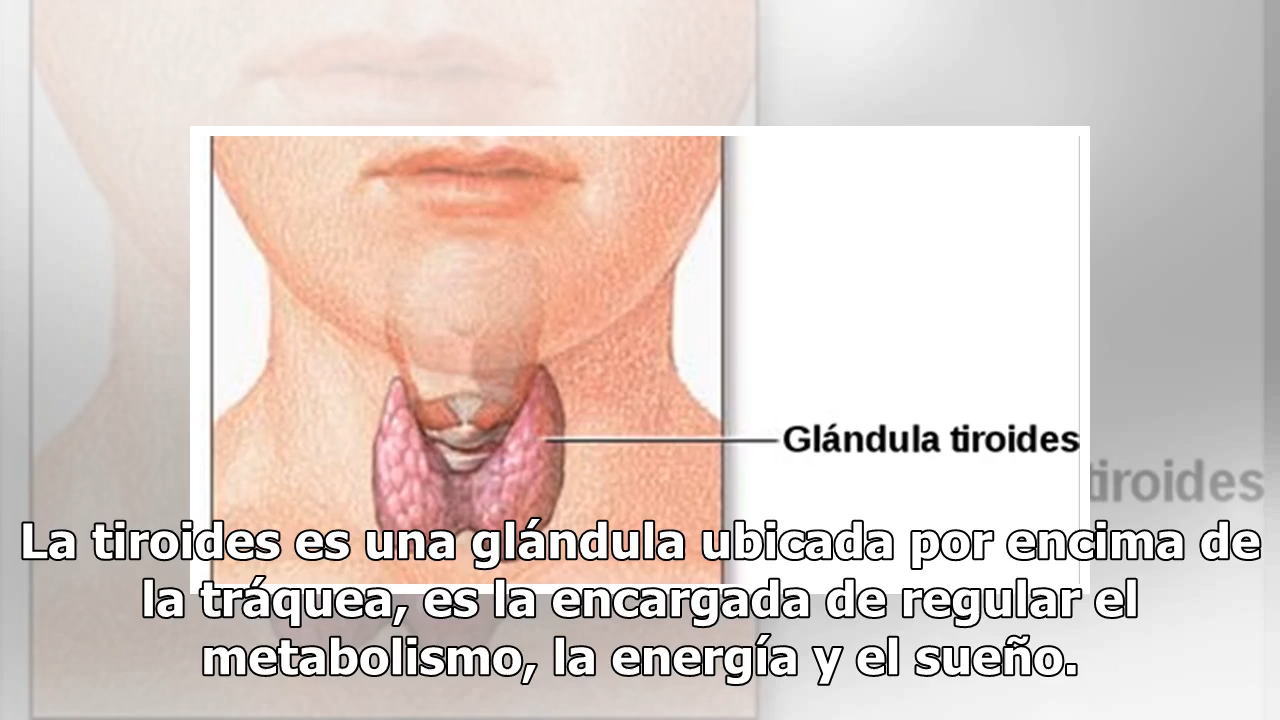 Glándula tiroides
tiroides
La tiroides es una glándula ubicada por encima de
la tráquea, es la encargada de regular el
metabolismo, la energía y el sueño.